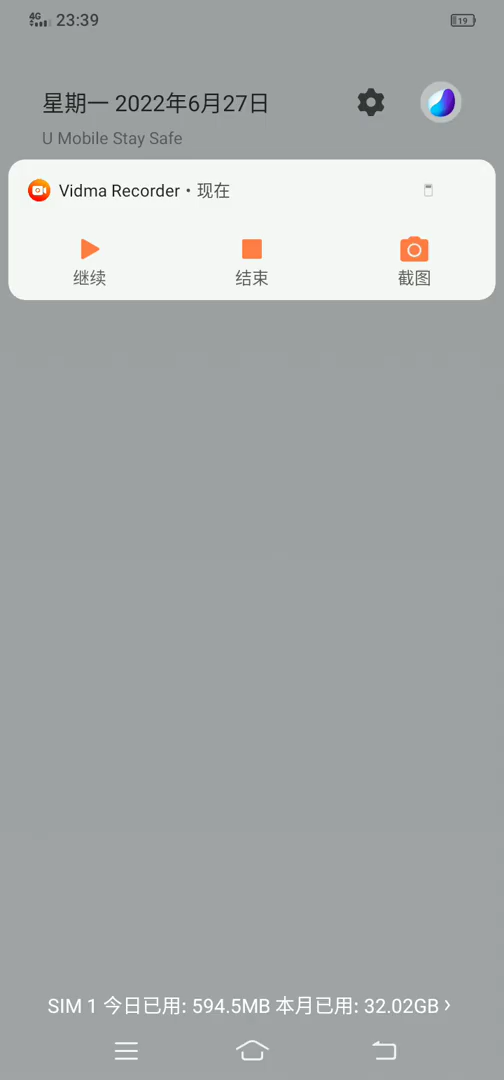 4G 23:39 19
星期一 2022年6月27日
U Mobile Stay Safe
Vidma Recorder・现在
继续 结束 截图
SIM 1 今日已用: 594.5MB 本月已用: 32.02GB ›